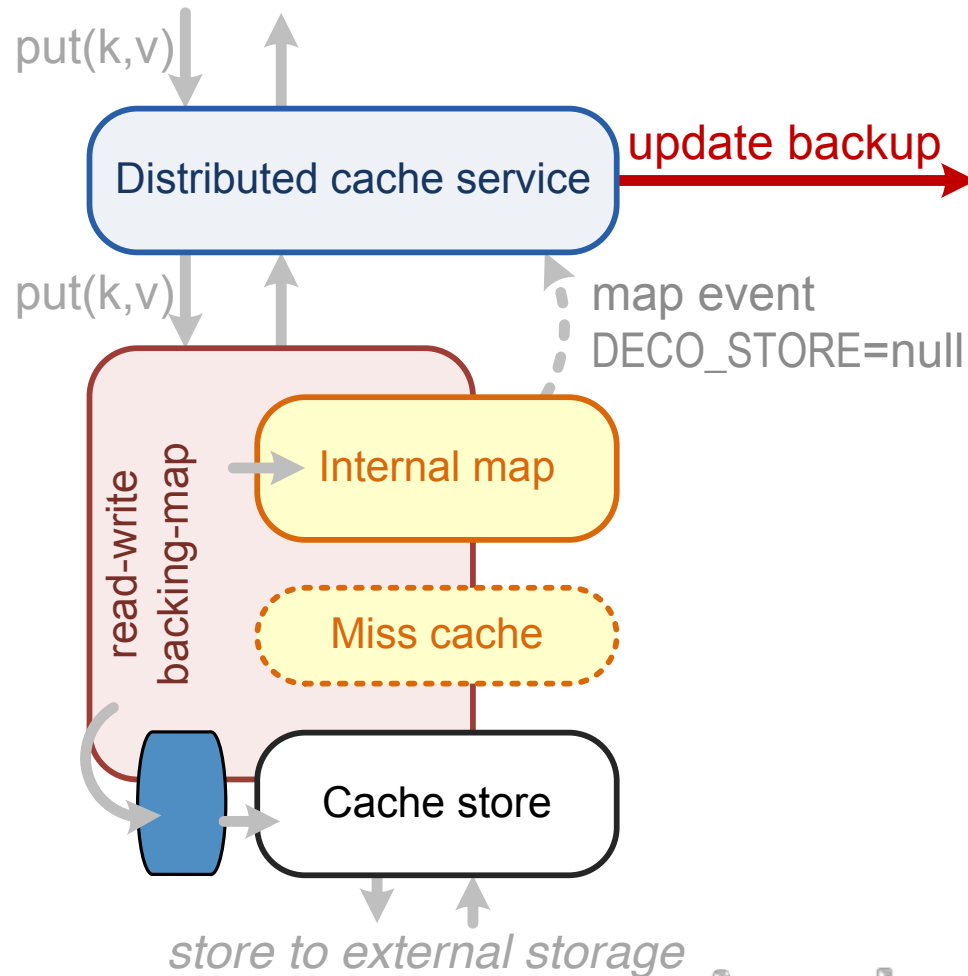 put(k,v)
Distributed cache service
update backup
put(k,v)
map event
DECO_STORE=null
read-write
backing-map
Internal map
Miss cache
Cache store
store to external storage